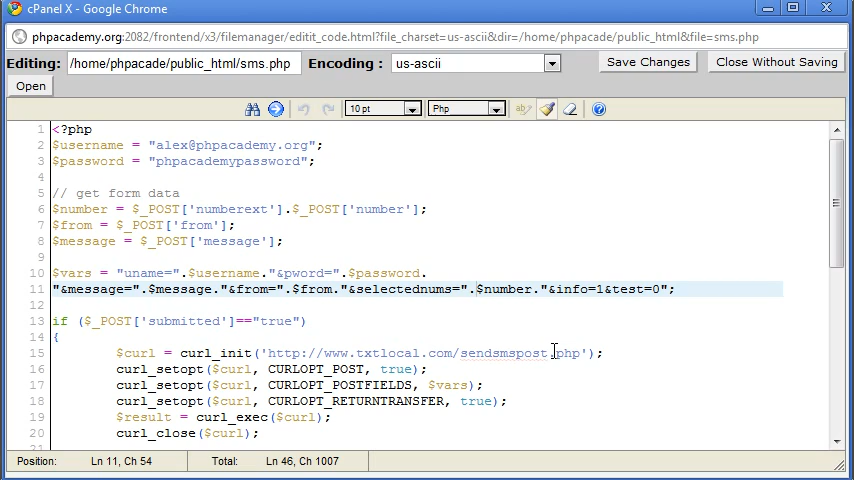 cPanel X - Google Chrome
phpacademy.org:2082/frontend/x3/filemanager/editit_code.html?file_charset=us-ascii&dir=/home/phpacade/public_html&file=sms.php
Editing: /home/phpacade/public_html/sms.php Encoding : us-ascii Save Changes Close Without Saving
Open
10 pt Php
1 <?php
2 $username = "alex@phpacademy.org";
3 $password = "phpacademypassword";
4
5 // get form data
6 $number = $_POST['numberext'].$_POST['number'];
7 $from = $_POST['from'];
8 $message = $_POST['message'];
9
10 $vars = "uname=".$username."&pword=".$password.
11 "&message=".$message."&from=".$from."&selectednums=".$number."&info=1&test=0";
12
13 if ($_POST['submitted']=="true")
14 {
15 $curl = curl_init('http://www.txtlocal.com/sendsmspost.php');
16 curl_setopt($curl, CURLOPT_POST, true);
17 curl_setopt($curl, CURLOPT_POSTFIELDS, $vars);
18 curl_setopt($curl, CURLOPT_RETURNTRANSFER, true);
19 $result = curl_exec($curl);
20 curl_close($curl);
Position: Ln 11, Ch 54 Total: Ln 46, Ch 1007